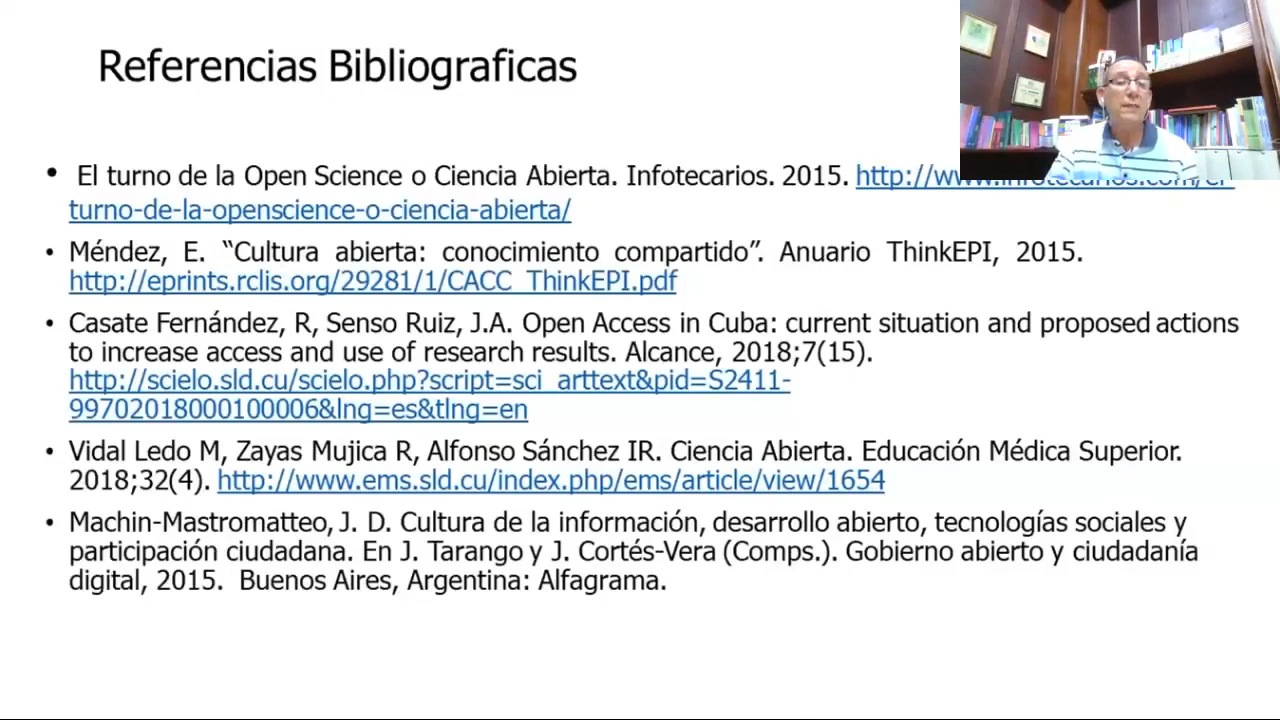 Referencias Bibliograficas
• El turno de la Open Science o Ciencia Abierta. Infotecarios. 2015. http://www.infotecarios.com/el-
turno-de-la-openscience-o-ciencia-abierta/
• Méndez, E. “Cultura abierta: conocimiento compartido”. Anuario ThinkEPI, 2015.
http://eprints.rclis.org/29281/1/CACC_ThinkEPI.pdf
• Casate Fernández, R, Senso Ruiz, J.A. Open Access in Cuba: current situation and proposed actions
to increase access and use of research results. Alcance, 2018;7(15).
http://scielo.sld.cu/scielo.php?script=sci_arttext&pid=S2411-
99702018000100006&lng=es&tlng=en
• Vidal Ledo M, Zayas Mujica R, Alfonso Sánchez IR. Ciencia Abierta. Educación Médica Superior.
2018;32(4). http://www.ems.sld.cu/index.php/ems/article/view/1654
• Machin-Mastromatteo, J. D. Cultura de la información, desarrollo abierto, tecnologías sociales y
participación ciudadana. En J. Tarango y J. Cortés-Vera (Comps.). Gobierno abierto y ciudadanía
digital, 2015. Buenos Aires, Argentina: Alfagrama.